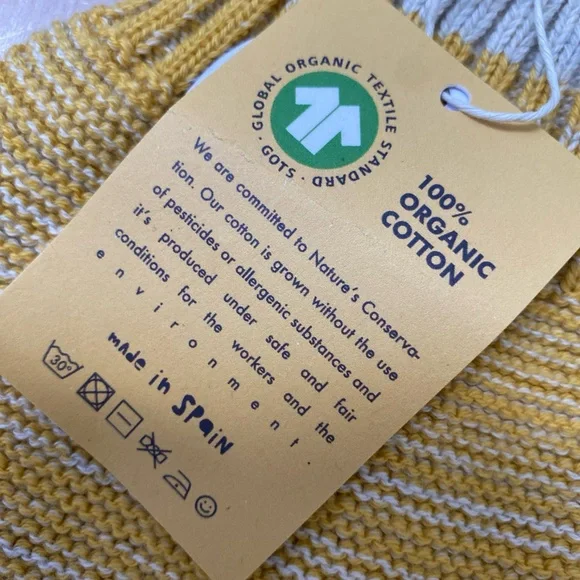 · GLOBAL ORGANIC TEXTILE STANDARD · GOTS
100%
ORGANIC
COTTON
We are committed to Nature's Conserva-
tion. Our cotton is grown without the use
of pesticides or allergenic substances and
it's produced under safe and fair
conditions for the workers and the
environment
made in Spain
30°